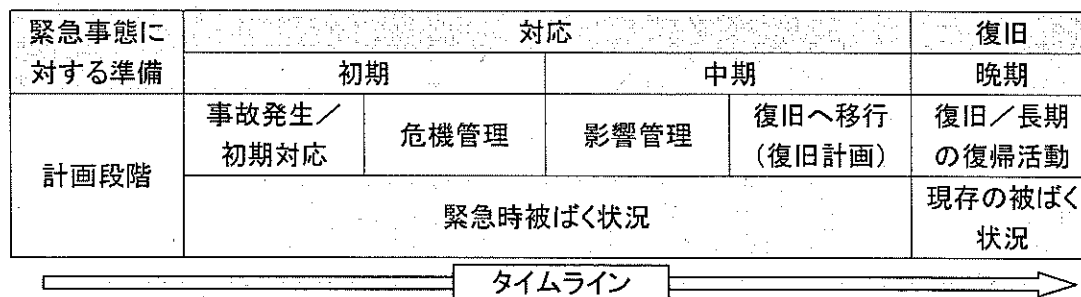 緊急事態に
対する準備
対応
復旧
初期
中期
晩期
計画段階
事故発生／
初期対応
危機管理
影響管理
復旧へ移行
（復旧計画）
復旧／長期
の復帰活動
緊急時被ばく状況
現存の被ばく
状況
タイムライン